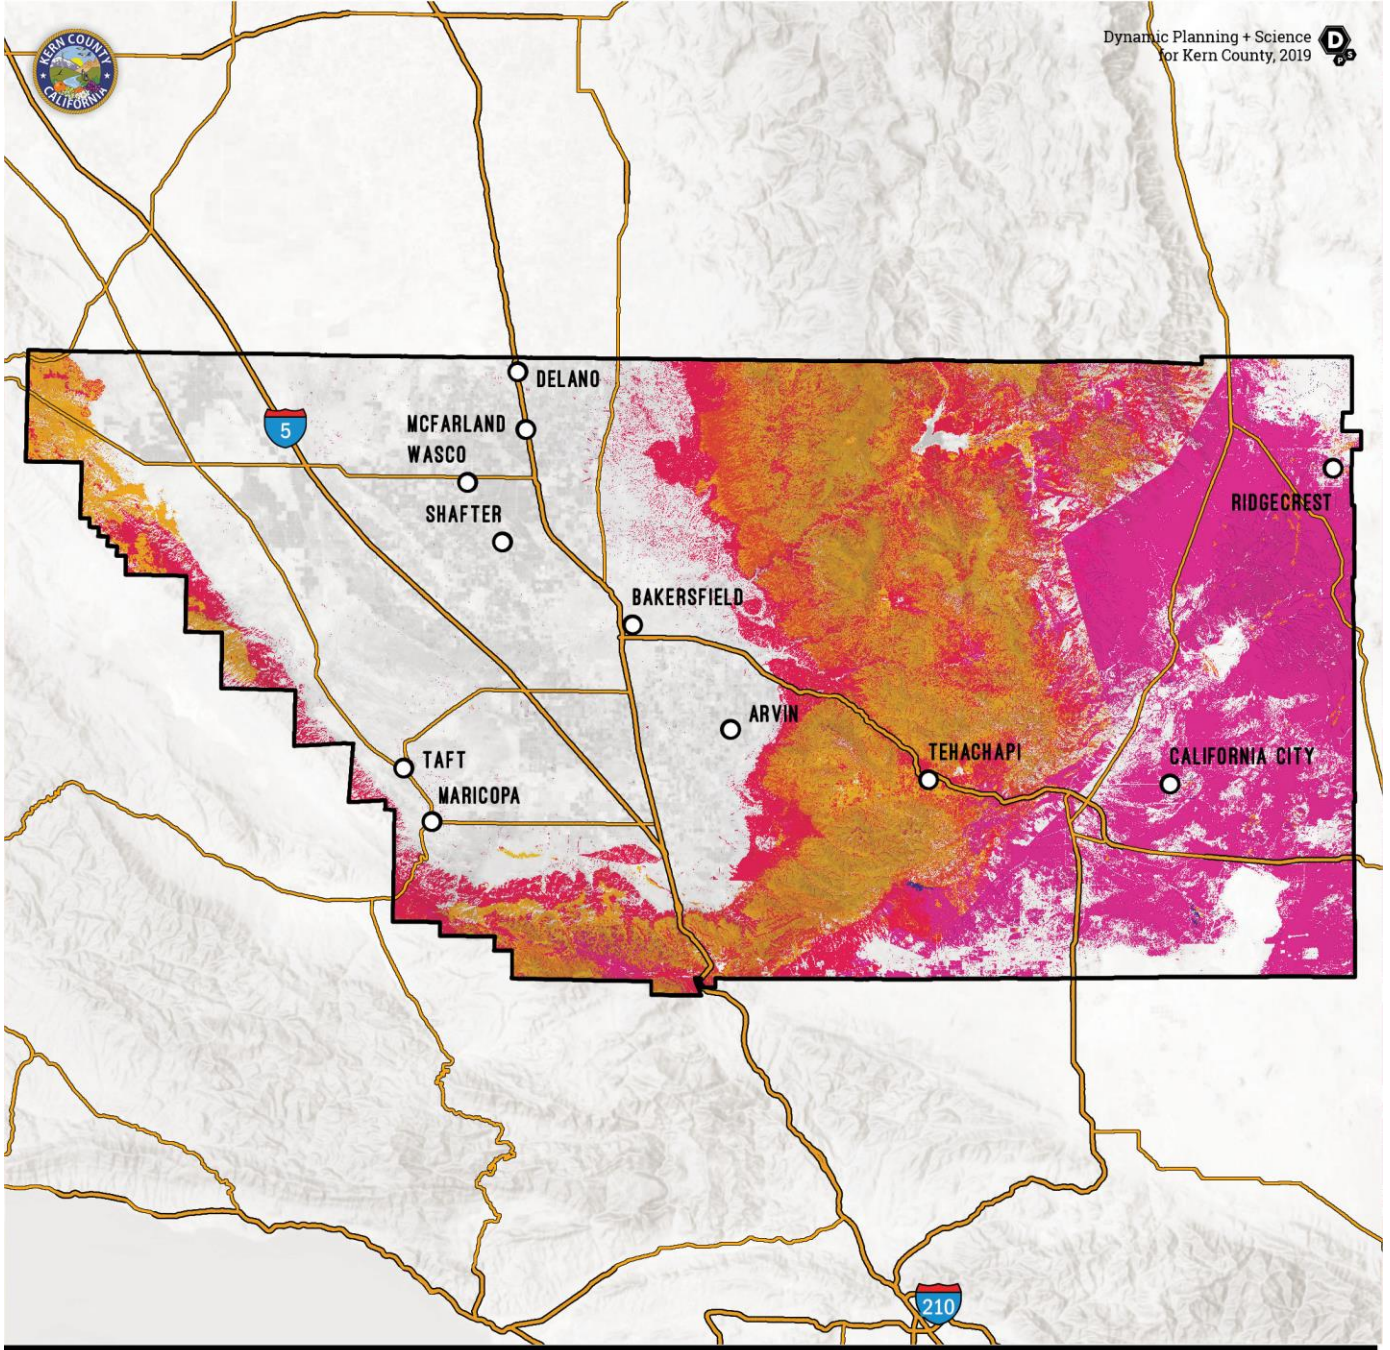 KERN COUNTY
CALIFORNIA
Dynamic Planning + Science
for Kern County, 2019
D
P S
DELANO
MCFARLAND
5
WASCO
SHAFTER
RIDGECREST
BAKERSFIELD
ARVIN
TAFT
TEHACHAPI
CALIFORNIA CITY
MARICOPA
210